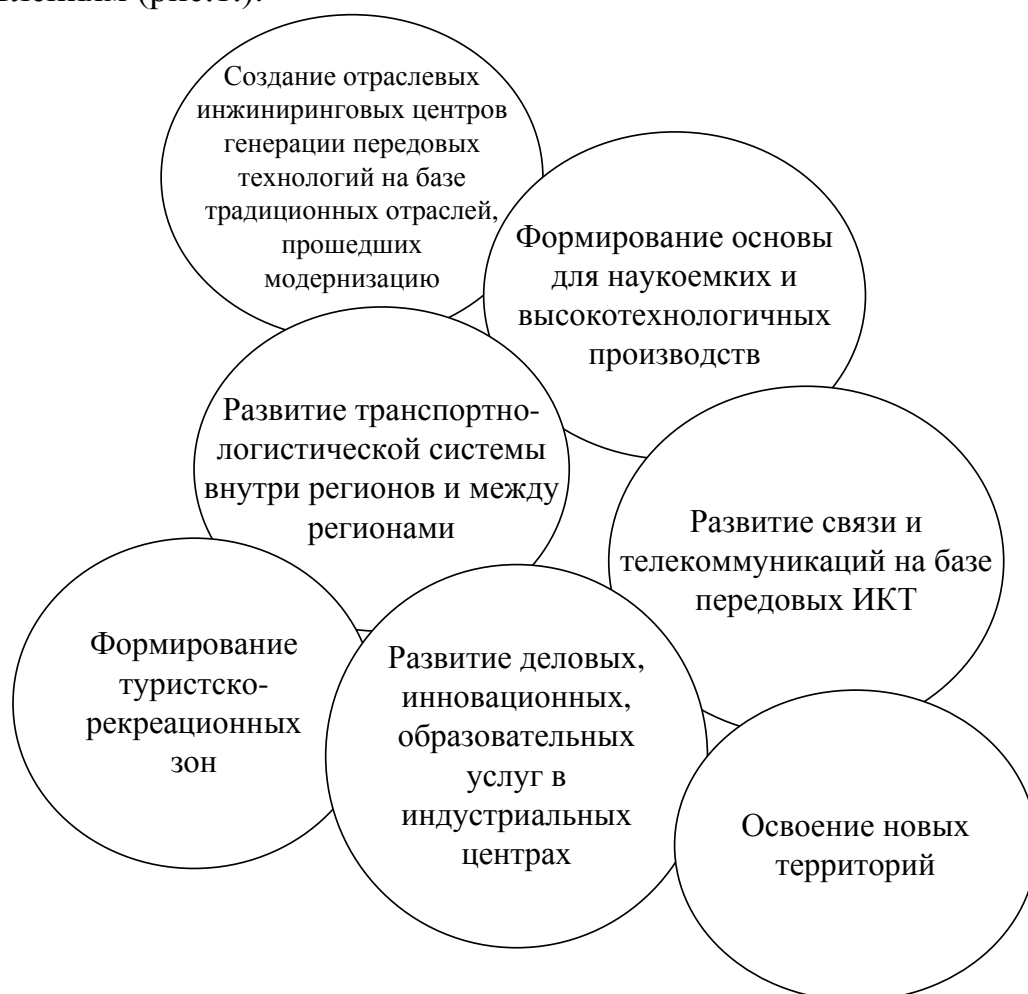 (рис.1.).
Создание отраслевых
инжиниринговых центров
генерации передовых
технологий на базе
традиционных отраслей,
прошедших
модернизацию
Формирование основы
для наукоемких и
высокотехнологичных
производств
Развитие транспортно-
логистической системы
внутри регионов и между
регионами
Развитие связи и
телекоммуникаций на базе
передовых ИКТ
Формирование
туристско-
рекреационных
зон
Развитие деловых,
инновационных,
образовательных
услуг в
индустриальных
центрах
Освоение новых
территорий